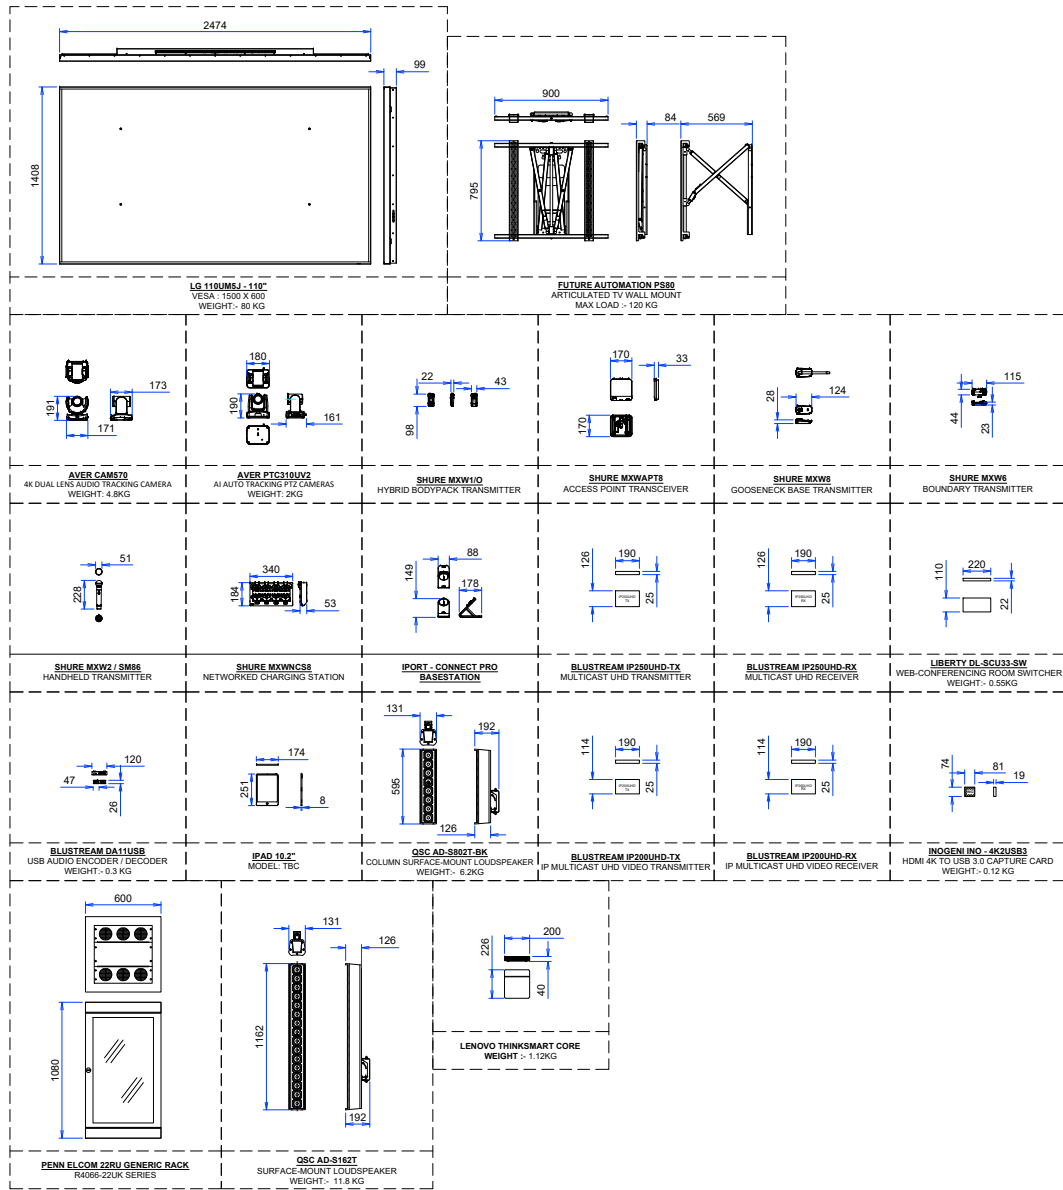 2474
99
1408
LG 110UM5J - 110"
VESA : 1500 X 600
WEIGHT:- 80 KG
900
84
569
795
FUTURE AUTOMATION PS80
ARTICULATED TV WALL MOUNT
MAX LOAD :- 120 KG
173
191
171
AVER CAM570
4K DUAL LENS AUDIO TRACKING CAMERA
WEIGHT: 4.8KG
180
190
161
AVER PTC310UV2
AI AUTO TRACKING PTZ CAMERAS
WEIGHT: 2KG
22
43
98
SHURE MXW1/O
HYBRID BODYPACK TRANSMITTER
170
33
170
SHURE MXWAPT8
ACCESS POINT TRANSCEIVER
28
124
SHURE MXW8
GOOSENECK BASE TRANSMITTER
115
44
23
SHURE MXW6
BOUNDARY TRANSMITTER
51
228
SHURE MXW2 / SM86
HANDHELD TRANSMITTER
340
184
53
SHURE MXWNCS8
NETWORKED CHARGING STATION
88
149
178
IPORT - CONNECT PRO
BASESTATION
126
190
25
IP250UHD
TX
BLUSTREAM IP250UHD-TX
MULTICAST UHD TRANSMITTER
126
190
25
IP250UHD
RX
BLUSTREAM IP250UHD-RX
MULTICAST UHD RECEIVER
110
220
22
LIBERTY DL-SCU33-SW
WEB-CONFERENCING ROOM SWITCHER
WEIGHT:- 0.55KG
120
47
26
BLUSTREAM DA11USB
USB AUDIO ENCODER / DECODER
WEIGHT:- 0.3 KG
174
251
8
IPAD 10.2"
MODEL: TBC
131
192
595
126
QSC AD-S802T-BK
COLUMN SURFACE-MOUNT LOUDSPEAKER
WEIGHT:- 6.2KG
114
190
25
IP200UHD
TX
BLUSTREAM IP200UHD-TX
IP MULTICAST UHD VIDEO TRANSMITTER
114
190
25
IP200UHD
RX
BLUSTREAM IP200UHD-RX
IP MULTICAST UHD VIDEO RECEIVER
74
81
19
INOGENI INO - 4K2USB3
HDMI 4K TO USB 3.0 CAPTURE CARD
WEIGHT:- 0.12 KG
600
1080
PENN ELCOM 22RU GENERIC RACK
R4066-22UK SERIES
131
126
1162
192
QSC AD-S162T
SURFACE-MOUNT LOUDSPEAKER
WEIGHT:- 11.8 KG
226
200
40
LENOVO THINKSMART CORE
WEIGHT :- 1.12KG